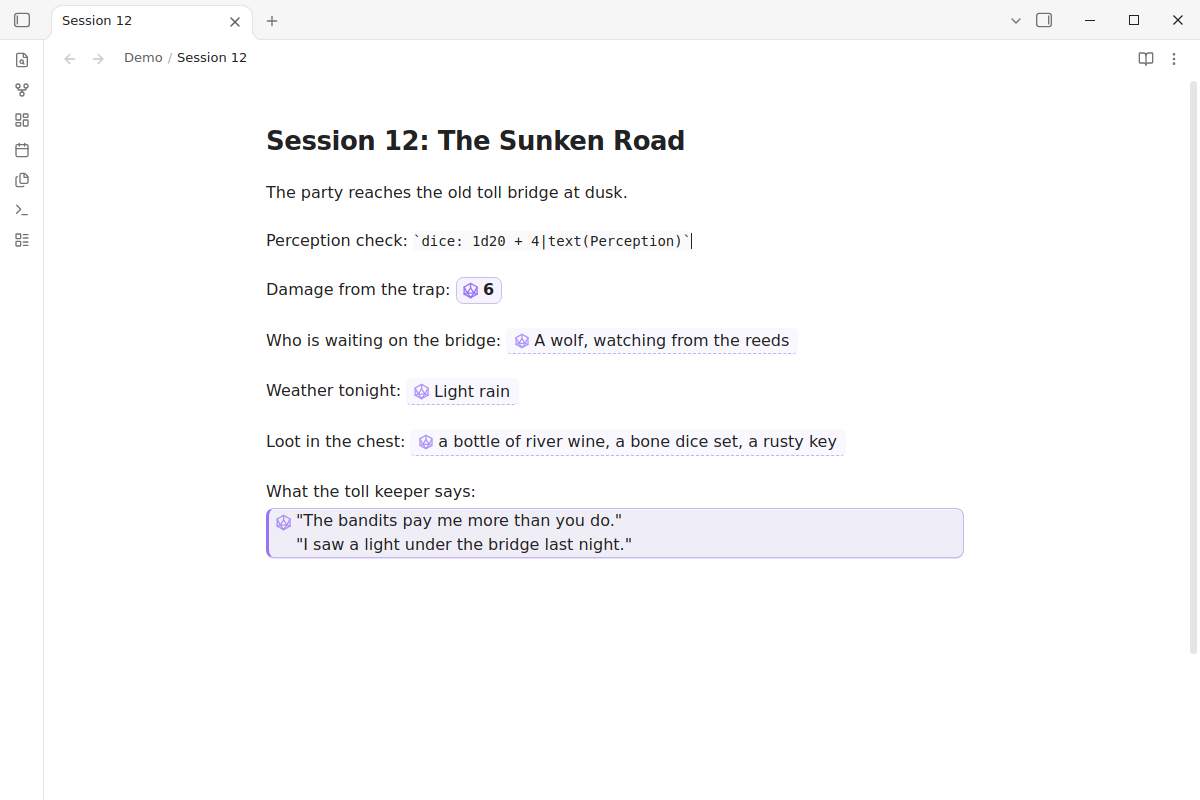 Session 12
Demo / Session 12
Session 12: The Sunken Road
The party reaches the old toll bridge at dusk.
Perception check: `dice: 1d20 + 4|text(Perception)`
Damage from the trap: 6
Who is waiting on the bridge: A wolf, watching from the reeds
Weather tonight: Light rain
Loot in the chest: a bottle of river wine, a bone dice set, a rusty key
What the toll keeper says:
"The bandits pay me more than you do."
"I saw a light under the bridge last night."